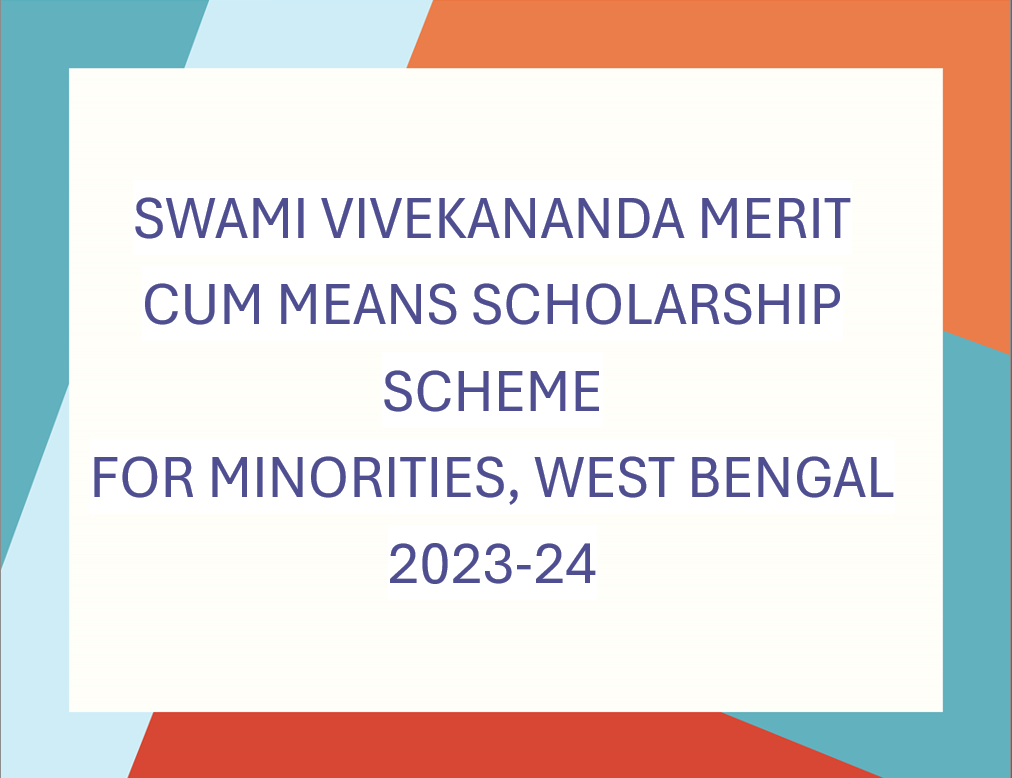 SWAMI VIVEKANANDA MERIT
CUM MEANS SCHOLARSHIP
SCHEME
FOR MINORITIES, WEST BENGAL
2023-24